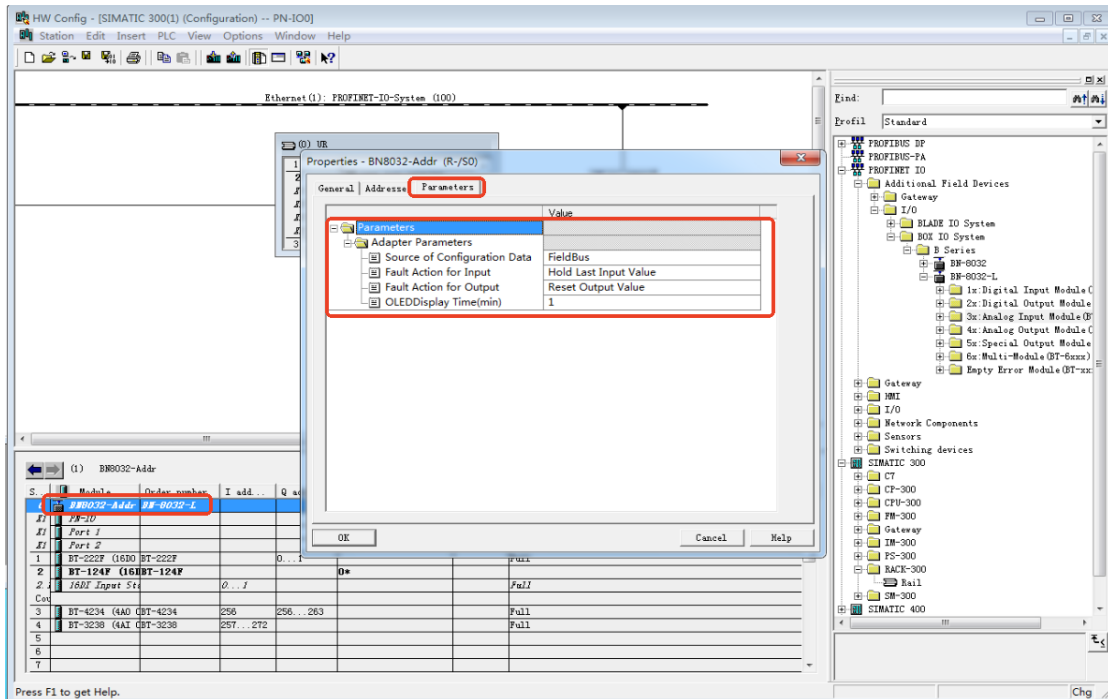 HW Config - [SIMATIC 300(1) (Configuration) -- PN-IO0]
Station Edit Insert PLC View Options Window Help
Ethernet(1): PROFINET-IO-System (100)
(0) UR
1
2
3
Properties - BN8032-Addr (R-/S0)
General Addresse Parameters
Value
Parameters
Adapter Parameters
Source of Configuration Data FieldBus
Fault Action for Input Hold Last Input Value
Fault Action for Output Reset Output Value
OLEDDisplay Time(min) 1
OK Cancel Help
Find:
Profil Standard
PROFIBUS DP
PROFIBUS-PA
PROFINET IO
Additional Field Devices
Gateway
I/O
BLADE IO System
BOX IO System
B Series
BN-8032
BN-8032-L
1x:Digital Input Module(
2x:Digital Output Module
3x:Analog Input Module(B
4x:Analog Output Module(
5x:Special Output Module
6x:Multi-Module(BT-6xxx)
Empty Error Module(BT-xx
Gateway
HMI
I/O
Network Components
Sensors
Switching devices
SIMATIC 300
C7
CP-300
CPU-300
FM-300
Gateway
IM-300
PS-300
RACK-300
Rail
SM-300
SIMATIC 400
(1) BN8032-Addr
S... Module Order number I add... Q ad
BN8032-Addr BN-8032-L
X1 PN-IO
X1 Port 1
X1 Port 2
1 BT-222F (16DO BT-222F 0...1 Full
2 BT-124F (16D BT-124F 0*
2 16DI Input Sta 0...1 Full
Cou
3 BT-4234 (4AO BT-4234 256 256...263 Full
4 BT-3238 (4AI BT-3238 257...272 Full
5
6
7
Press F1 to get Help.
Chg